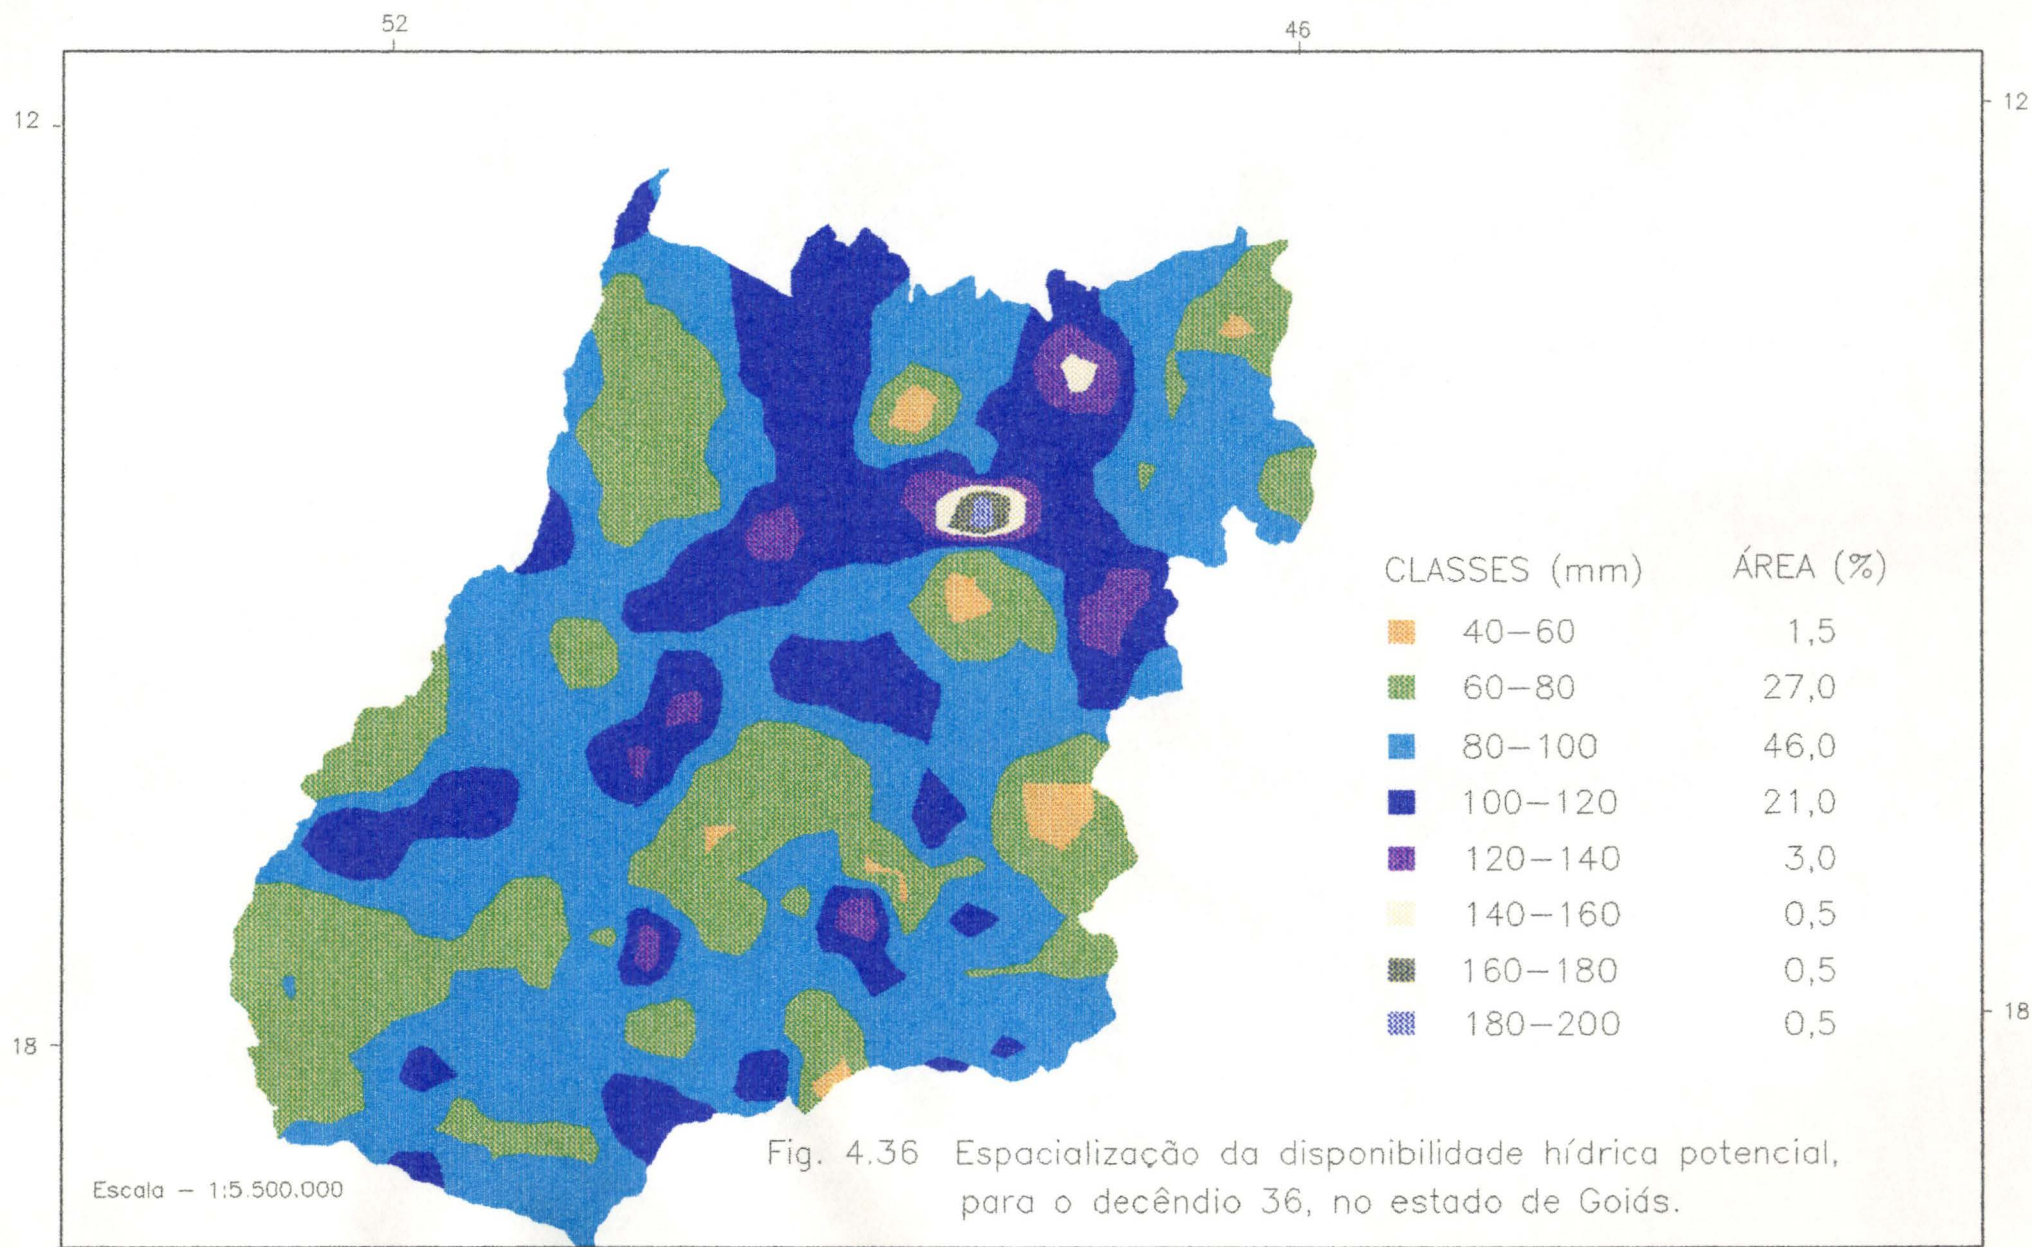 52 46
12 12
CLASSES (mm) ÁREA (%)
40–60 1,5
60–80 27,0
80–100 46,0
100–120 21,0
120–140 3,0
140–160 0,5
160–180 0,5
180–200 0,5
18 18
Fig. 4.36 Espacialização da disponibilidade hídrica potencial,
para o decêndio 36, no estado de Goiás.
Escala – 1:5.500.000